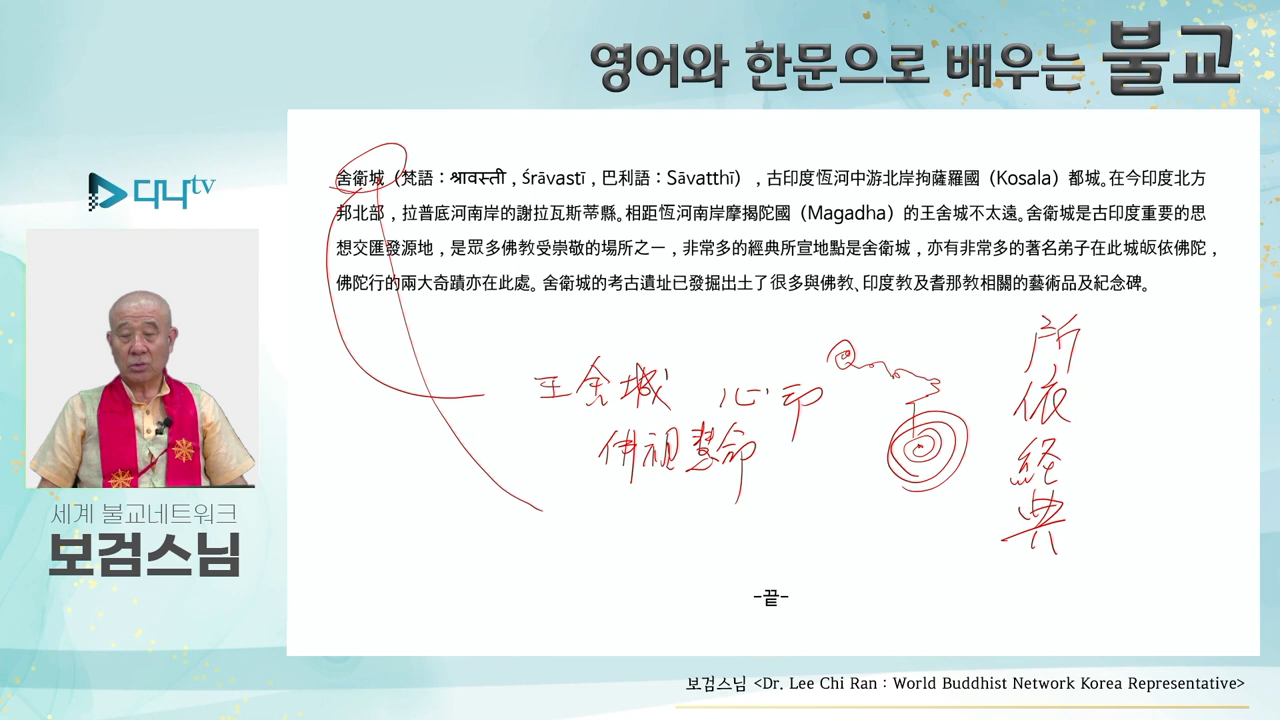 영어와 한문으로 배우는 불교
디나tv
舍衛城（梵語：श्रावस्ती，Śrāvastī，巴利語：Sāvatthī），古印度恆河中游北岸拘薩羅國（Kosala）都城。在今印度北方
邦北部，拉普底河南岸的謝拉瓦斯蒂縣。相距恆河南岸摩揭陀國（Magadha）的王舍城不太遠。舍衛城是古印度重要的思
想交匯發源地，是眾多佛教受崇敬的場所之一，非常多的經典所宣地點是舍衛城，亦有非常多的著名弟子在此城皈依佛陀，
佛陀行的兩大奇蹟亦在此處。舍衛城的考古遺址已發掘出土了很多與佛教、印度教及耆那教相關的藝術品及紀念碑。
王舍城 心印
佛祖慧命
所依経典
-끝-
세계 불교네트워크
보검스님
보검스님 <Dr. Lee Chi Ran : World Buddhist Network Korea Representative>